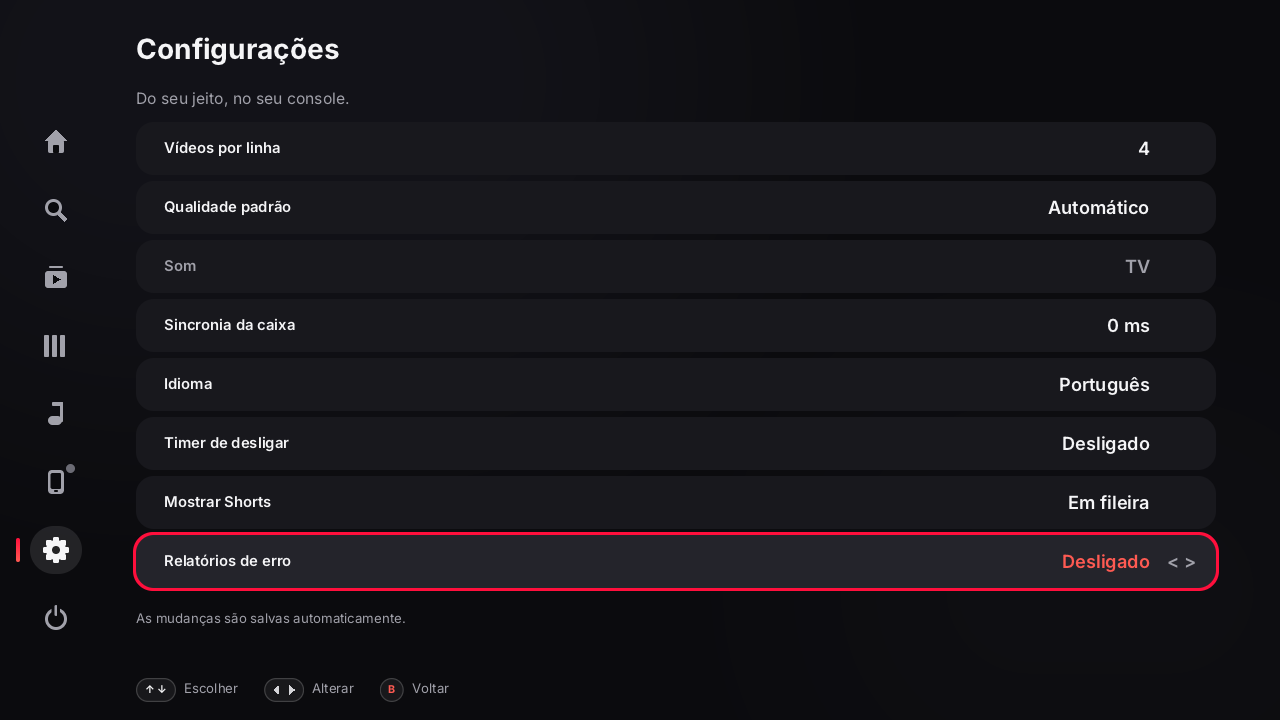 Configurações
Do seu jeito, no seu console.
Vídeos por linha 4
Qualidade padrão Automático
Som TV
Sincronia da caixa 0 ms
Idioma Português
Timer de desligar Desligado
Mostrar Shorts Em fileira
Relatórios de erro Desligado < >
As mudanças são salvas automaticamente.
↑↓ Escolher ◀ ▶ Alterar B Voltar